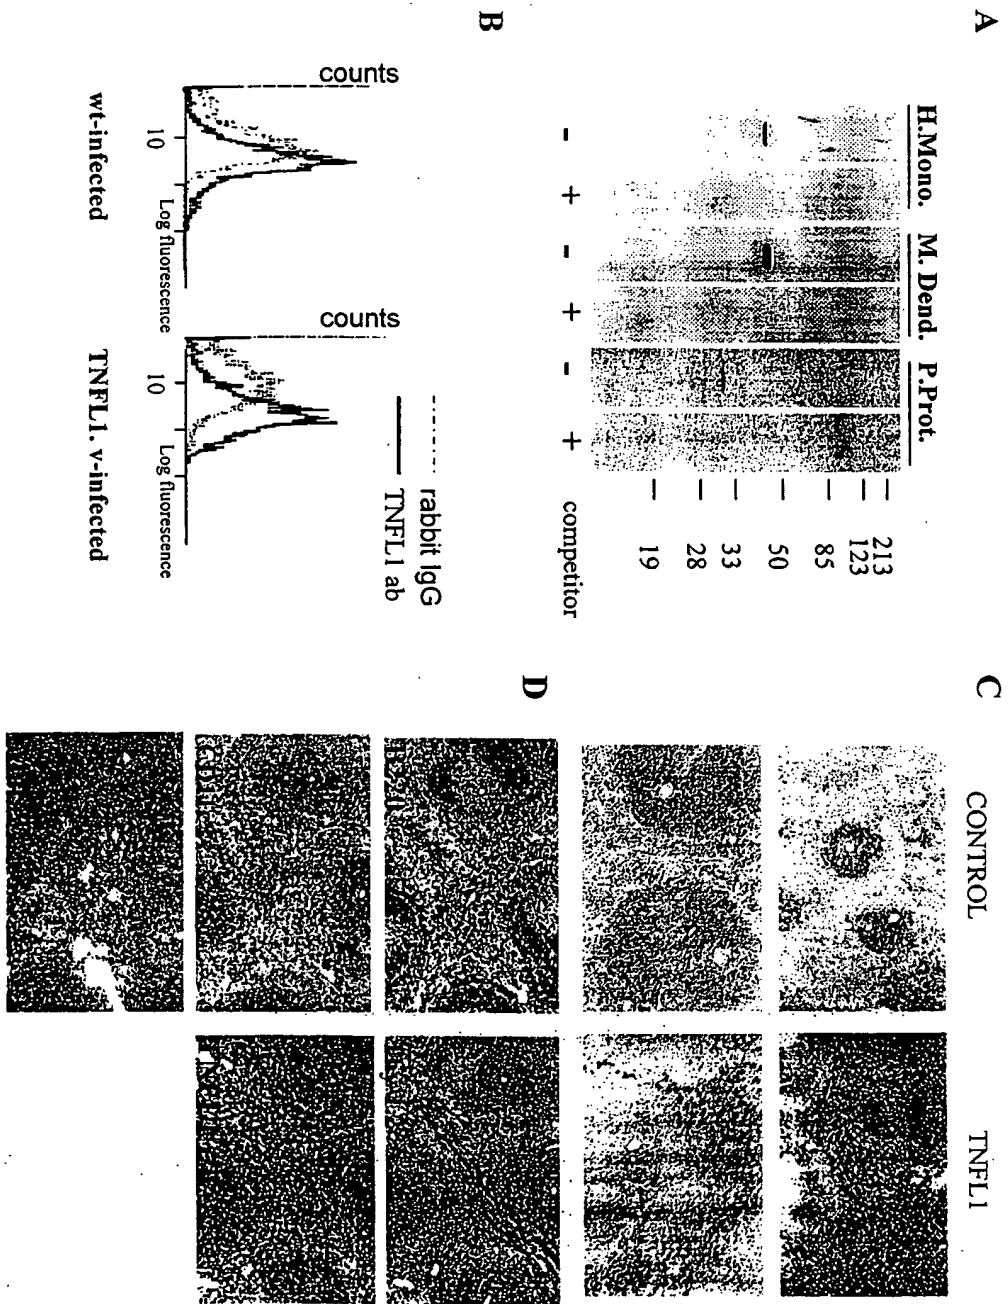 A
H.Mono. M. Dend. P.Prot.
213
123
85
50
33
28
19
- + - + - + competitor
B
counts
10
Log fluorescence
wt-infected
counts
10
Log fluorescence
TNFL1. v-infected
rabbit IgG
TNFL1 ab
C
CONTROL
TNFL1
D